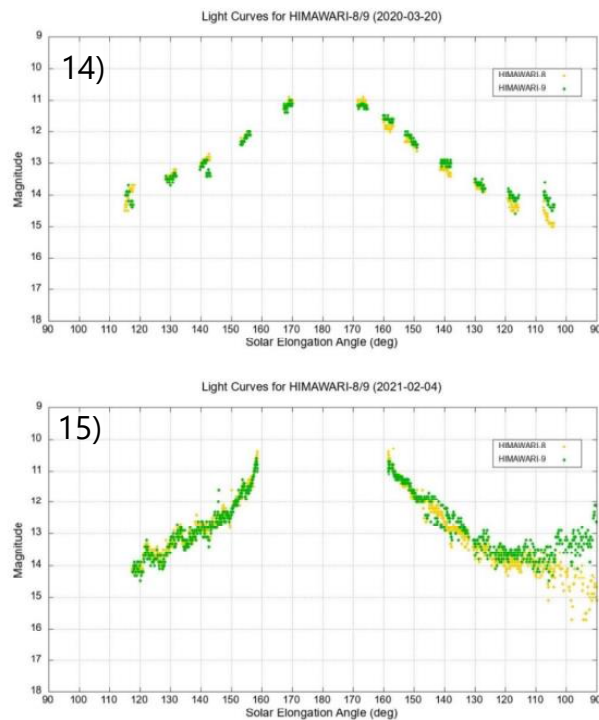 Light Curves for HIMAWARI-8/9 (2020-03-20)
14)
HIMAWARI-8
HIMAWARI-9
Magnitude
9
10
11
12
13
14
15
16
17
18
90 100 110 120 130 140 150 160 170 180 170 160 150 140 130 120 110 100 90
Solar Elongation Angle (deg)
Light Curves for HIMAWARI-8/9 (2021-02-04)
15)
HIMAWARI-8
HIMAWARI-9
Magnitude
9
10
11
12
13
14
15
16
17
18
90 100 110 120 130 140 150 160 170 180 170 160 150 140 130 120 110 100 90
Solar Elongation Angle (deg)